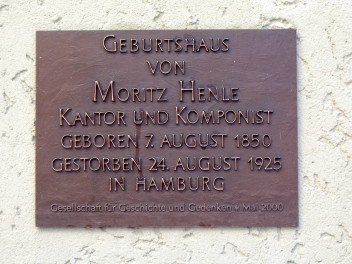 GEBURTSHAUS
VON
MORITZ HENLE
KANTOR UND KOMPONIST
GEBOREN 7. AUGUST 1850
GESTORBEN 24. AUGUST 1925
IN HAMBURG
Gesellschaft für Geschichte und Gedenken • Mai 2000